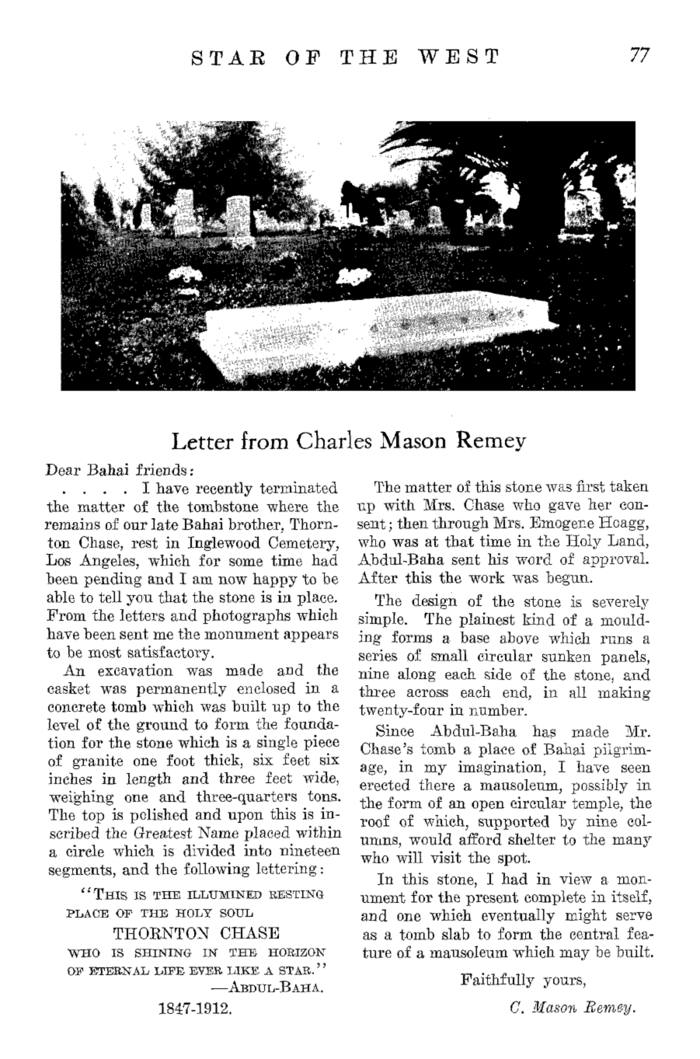 STAR OF THE WEST 77
Letter from Charles Mason Remey
Dear Bahai friends:
. . . . I have recently terminated
the matter of the tombstone where the
remains of our late Bahai brother, Thorn-
ton Chase, rest in Inglewood Cemetery,
Los Angeles, which for some time had
been pending and I am now happy to be
able to tell you that the stone is in place.
From the letters and photographs which
have been sent me the monument appears
to be most satisfactory.
An excavation was made and the
casket was permanently enclosed in a
concrete tomb which was built up to the
level of the ground to form the founda-
tion for the stone which is a single piece
of granite one foot thick, six feet six
inches in length and three feet wide,
weighing one and three-quarters tons.
The top is polished and upon this is in-
scribed the Greatest Name placed within
a circle which is divided into nineteen
segments, and the following lettering:
"THIS IS THE ILLUMINED RESTING
PLACE OF THE HOLY SOUL
THORNTON CHASE
WHO IS SHINING IN THE HORIZON
OF ETERNAL LIFE EVER LIKE A STAR."
—ABDUL-BAHA.
1847-1912.
The matter of this stone was first taken
up with Mrs. Chase who gave her con-
sent; then through Mrs. Emogene Hoagg,
who was at that time in the Holy Land,
Abdul-Baha sent his word of approval.
After this the work was begun.
The design of the stone is severely
simple. The plainest kind of a mould-
ing forms a base above which runs a
series of small circular sunken panels,
nine along each side of the stone, and
three across each end, in all making
twenty-four in number.
Since Abdul-Baha has made Mr.
Chase's tomb a place of Bahai pilgrim-
age, in my imagination, I have seen
erected there a mausoleum, possibly in
the form of an open circular temple, the
roof of which, supported by nine col-
umns, would afford shelter to the many
who will visit the spot.
In this stone, I had in view a mon-
ument for the present complete in itself,
and one which eventually might serve
as a tomb slab to form the central fea-
ture of a mausoleum which may be built.
Faithfully yours,
C. Mason Remey.